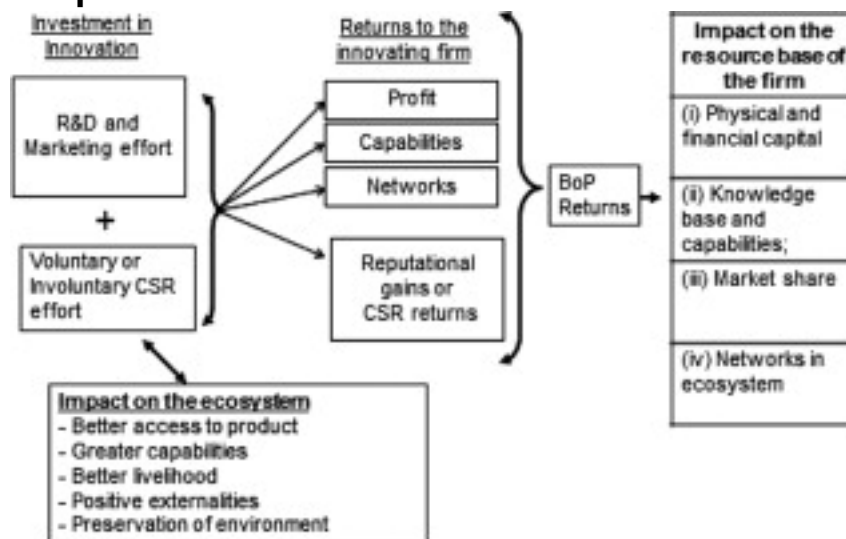 Investment in
Innovation
R&D and
Marketing effort
+
Voluntary or
Involuntary CSR
effort
Returns to the
innovating firm
Profit
Capabilities
Networks
Reputational
gains or
CSR returns
BoP
Returns
Impact on the
resource base of
the firm
(i) Physical and
financial capital
(ii) Knowledge
base and
capabilities;
(iii) Market share
(iv) Networks in
ecosystem
Impact on the ecosystem
- Better access to product
- Greater capabilities
- Better livelihood
- Positive externalities
- Preservation of environment